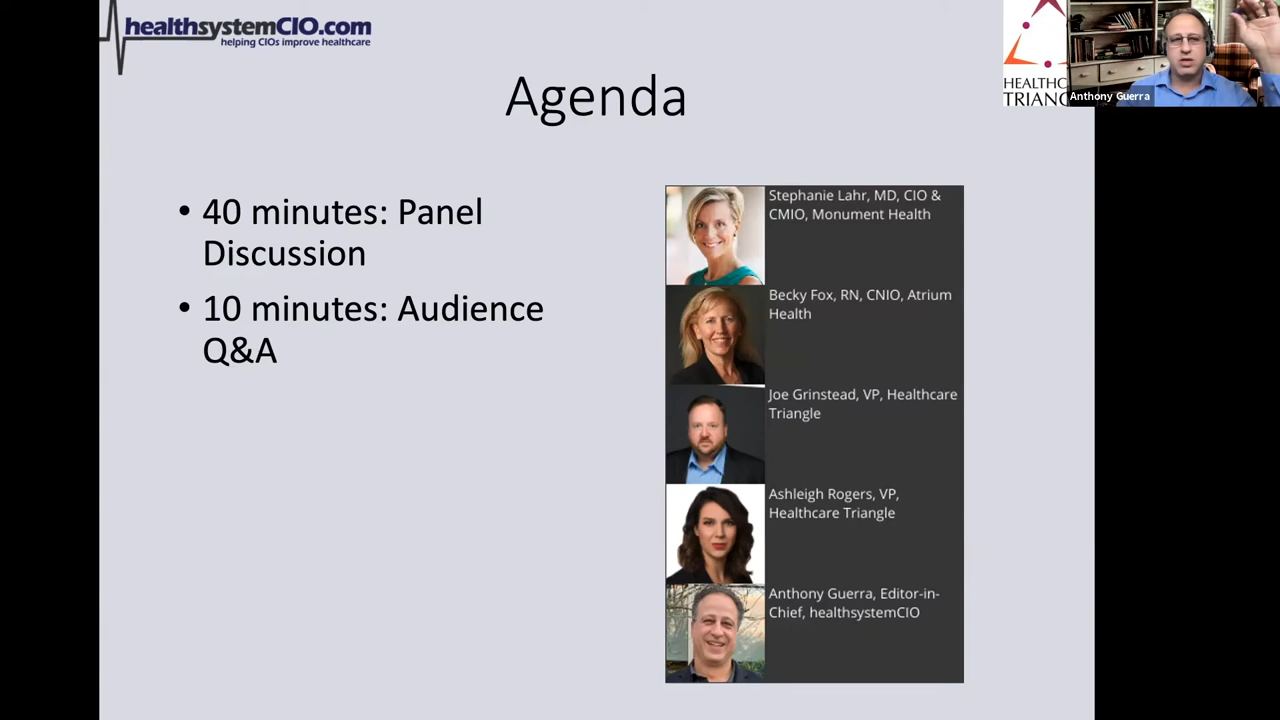 healthsystemCIO.com
helping CIOs improve healthcare
Agenda
• 40 minutes: Panel
Discussion
• 10 minutes: Audience
Q&A
Stephanie Lahr, MD, CIO &
CMIO, Monument Health
Becky Fox, RN, CNIO, Atrium
Health
Joe Grinstead, VP, Healthcare
Triangle
Ashleigh Rogers, VP,
Healthcare Triangle
Anthony Guerra, Editor-in-
Chief, healthsystemCIO
HEALTHC
TRIANG
Anthony Guerra